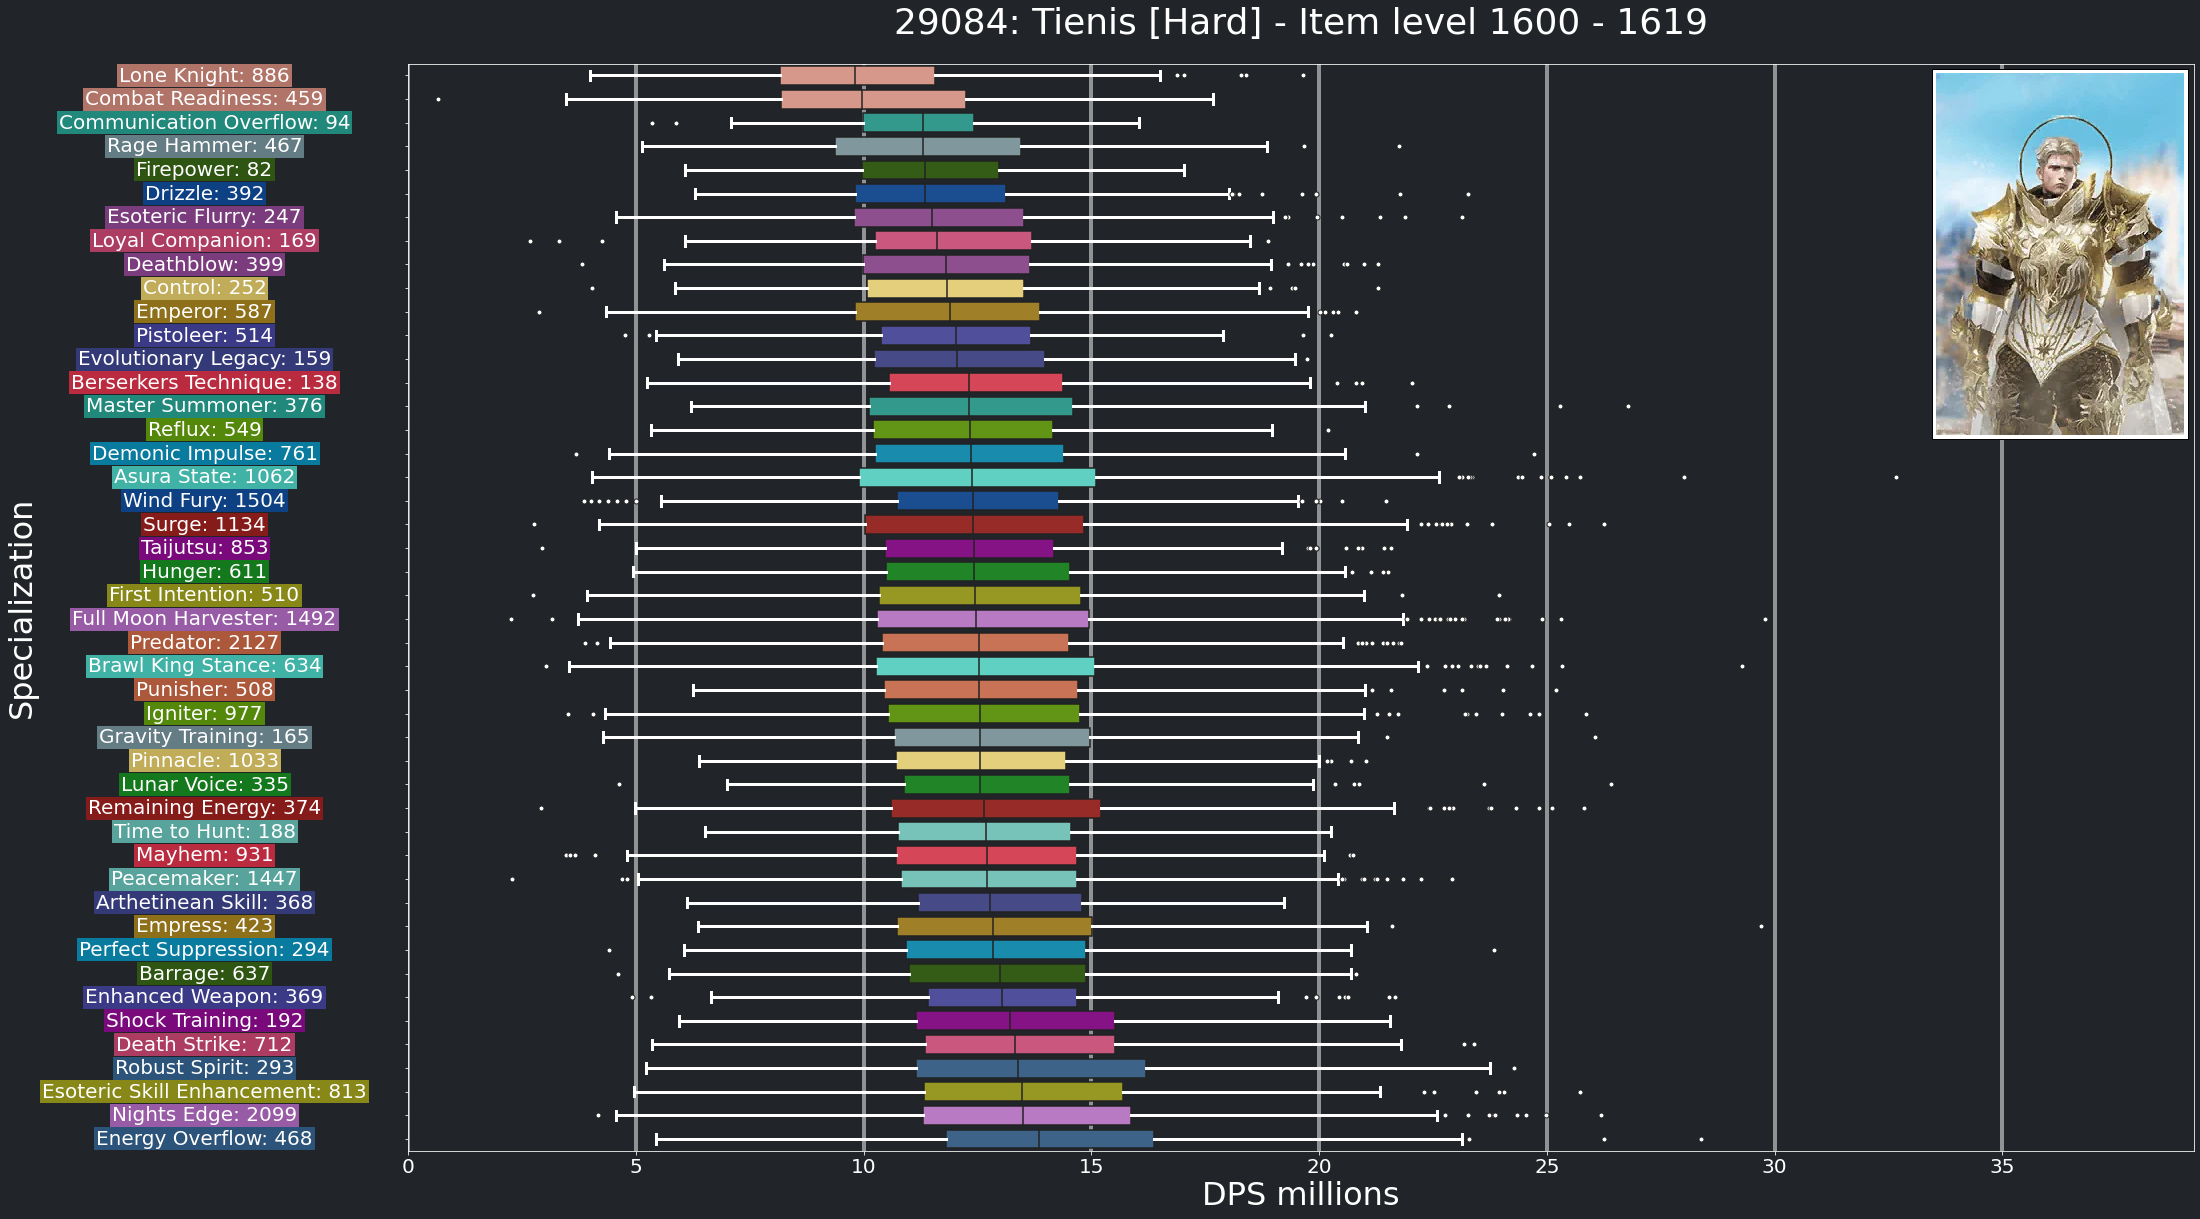 29084: Tienis [Hard] - Item level 1600 - 1619
Lone Knight: 886
Combat Readiness: 459
Communication Overflow: 94
Rage Hammer: 467
Firepower: 82
Drizzle: 392
Esoteric Flurry: 247
Loyal Companion: 169
Deathblow: 399
Control: 252
Emperor: 587
Pistoleer: 514
Evolutionary Legacy: 159
Berserkers Technique: 138
Master Summoner: 376
Reflux: 549
Demonic Impulse: 761
Asura State: 1062
Wind Fury: 1504
Surge: 1134
Taijutsu: 853
Hunger: 611
First Intention: 510
Full Moon Harvester: 1492
Predator: 2127
Brawl King Stance: 634
Punisher: 508
Igniter: 977
Gravity Training: 165
Pinnacle: 1033
Lunar Voice: 335
Remaining Energy: 374
Time to Hunt: 188
Mayhem: 931
Peacemaker: 1447
Arthetinean Skill: 368
Empress: 423
Perfect Suppression: 294
Barrage: 637
Enhanced Weapon: 369
Shock Training: 192
Death Strike: 712
Robust Spirit: 293
Esoteric Skill Enhancement: 813
Nights Edge: 2099
Energy Overflow: 468
Specialization
0 5 10 15 20 25 30 35
DPS millions